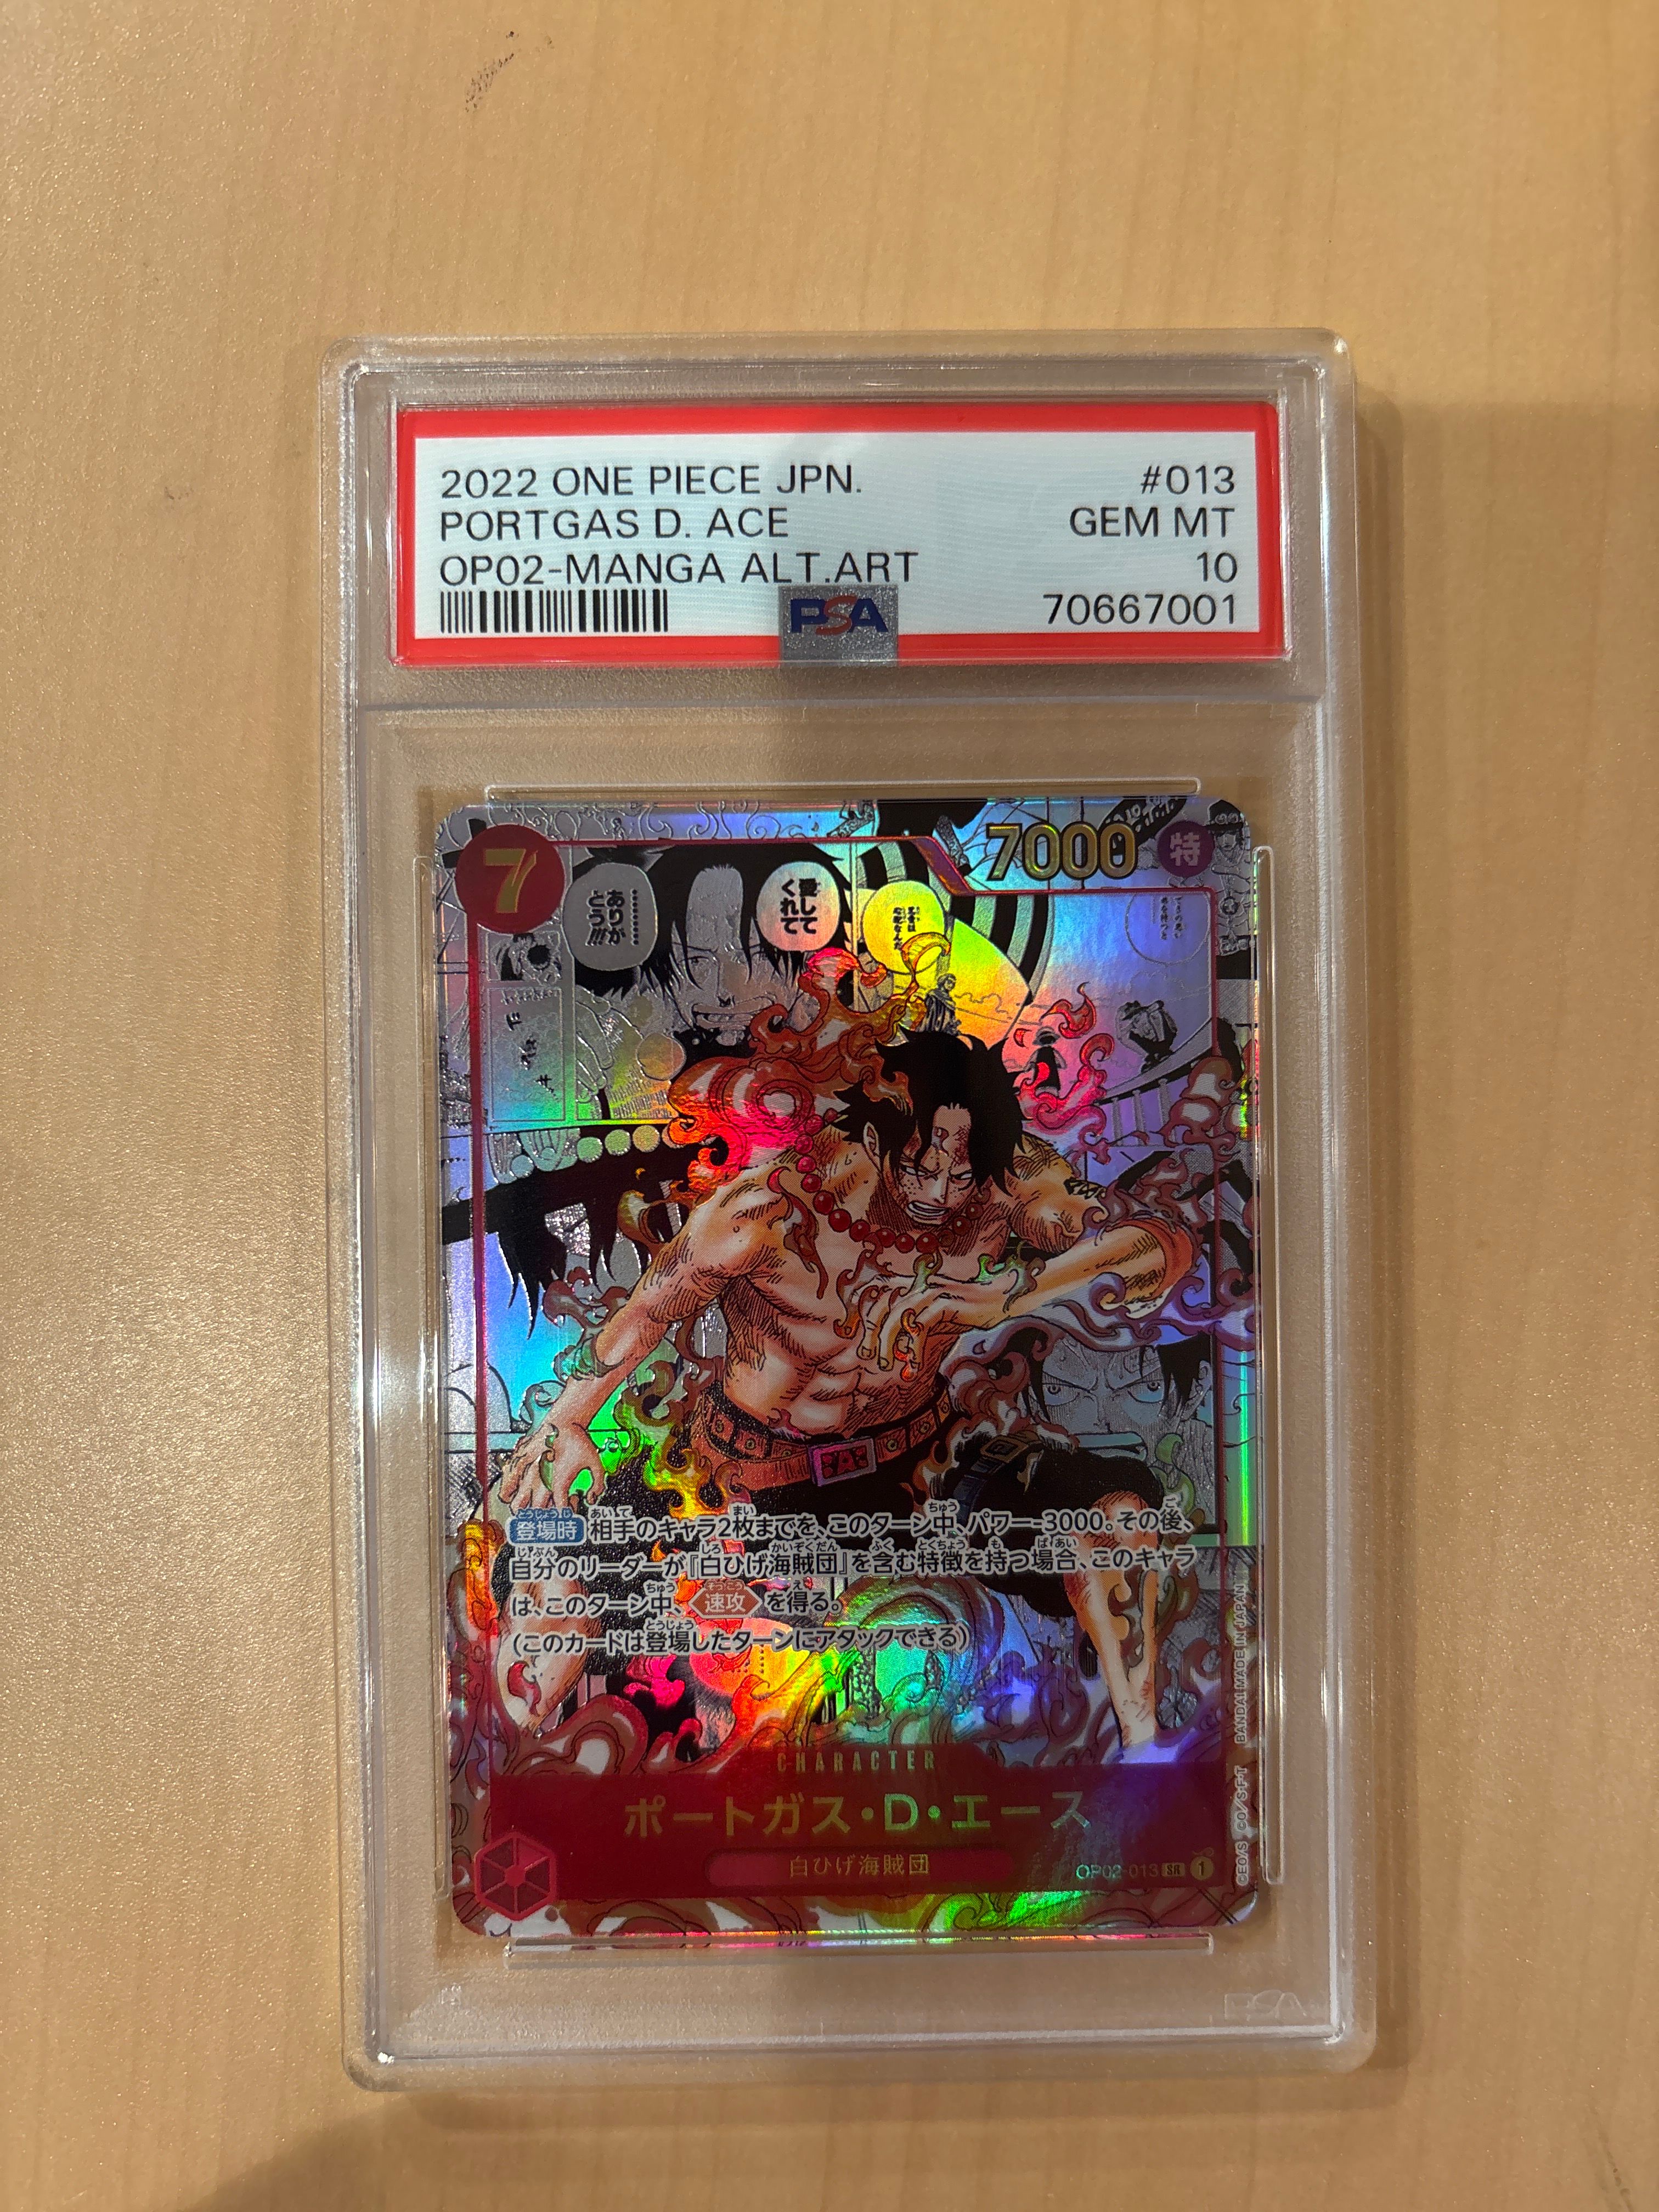 2022 ONE PIECE JPN. #013
PORTGAS D. ACE GEM MT
OP02-MANGA ALT.ART 10
PSA 70667001
7
7000 特
ありがとう!!!
愛してくれて
登場時 相手のキャラ2枚までを、このターン中、パワー-3000。その後、
自分のリーダーが『白ひげ海賊団』を含む特徴を持つ場合、このキャラ
は、このターン中、速攻を得る。
(このカードは登場したターンにアタックできる)
CHARACTER
ポートガス・D・エース
白ひげ海賊団
OP02-013 SR 1
BANDAI MADE IN JAPAN
PSA